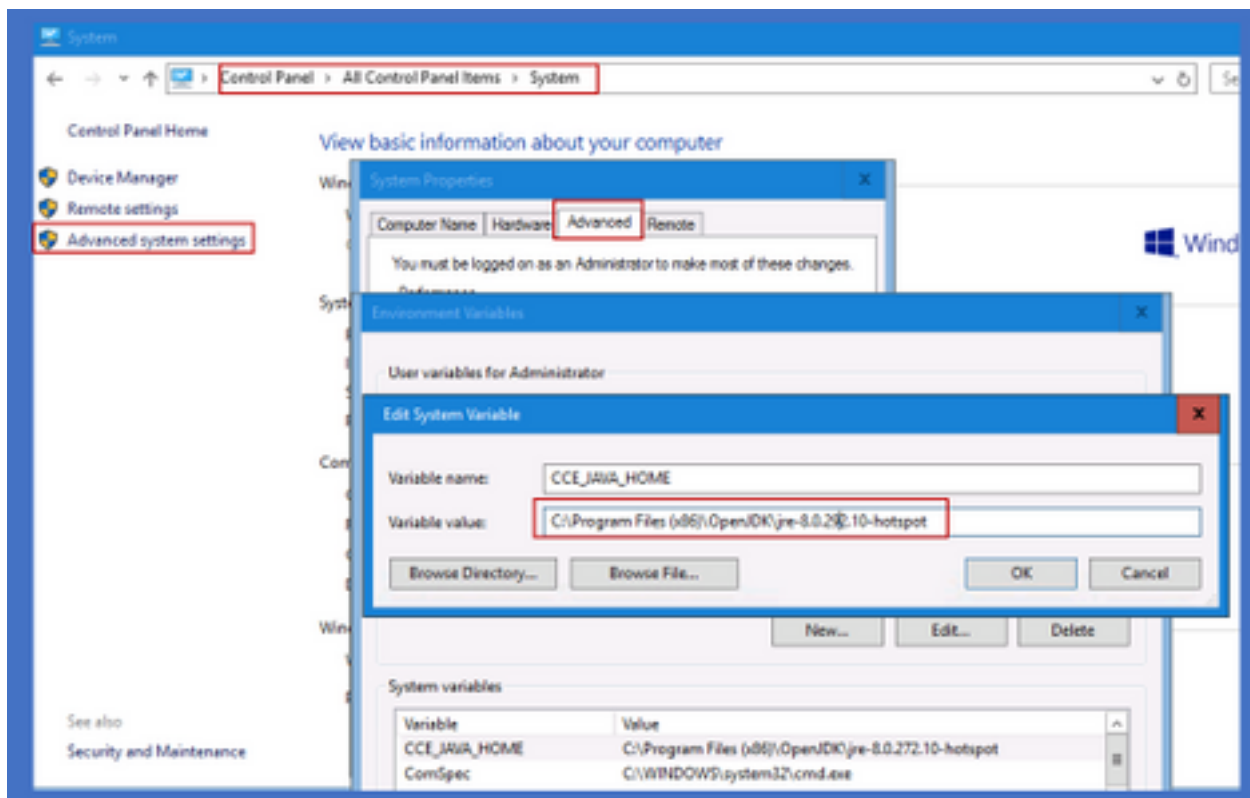 System
Control Panel > All Control Panel Items > System
Control Panel Home
Device Manager
Remote settings
Advanced system settings
See also
Security and Maintenance
View basic information about your computer
System Properties
Computer Name Hardware Advanced Remote
You must be logged on as an Administrator to make most of these changes.
Environment Variables
User variables for Administrator
Edit System Variable
Variable name: CCE_JAVA_HOME
Variable value: C:\Program Files (x86)\OpenJDK\jre-8.0.292.10-hotspot
Browse Directory... Browse File... OK Cancel
New... Edit... Delete
System variables
Variable Value
CCE_JAVA_HOME C:\Program Files (x86)\OpenJDK\jre-8.0.272.10-hotspot
ComSpec C:\WINDOWS\system32\cmd.exe
Wind